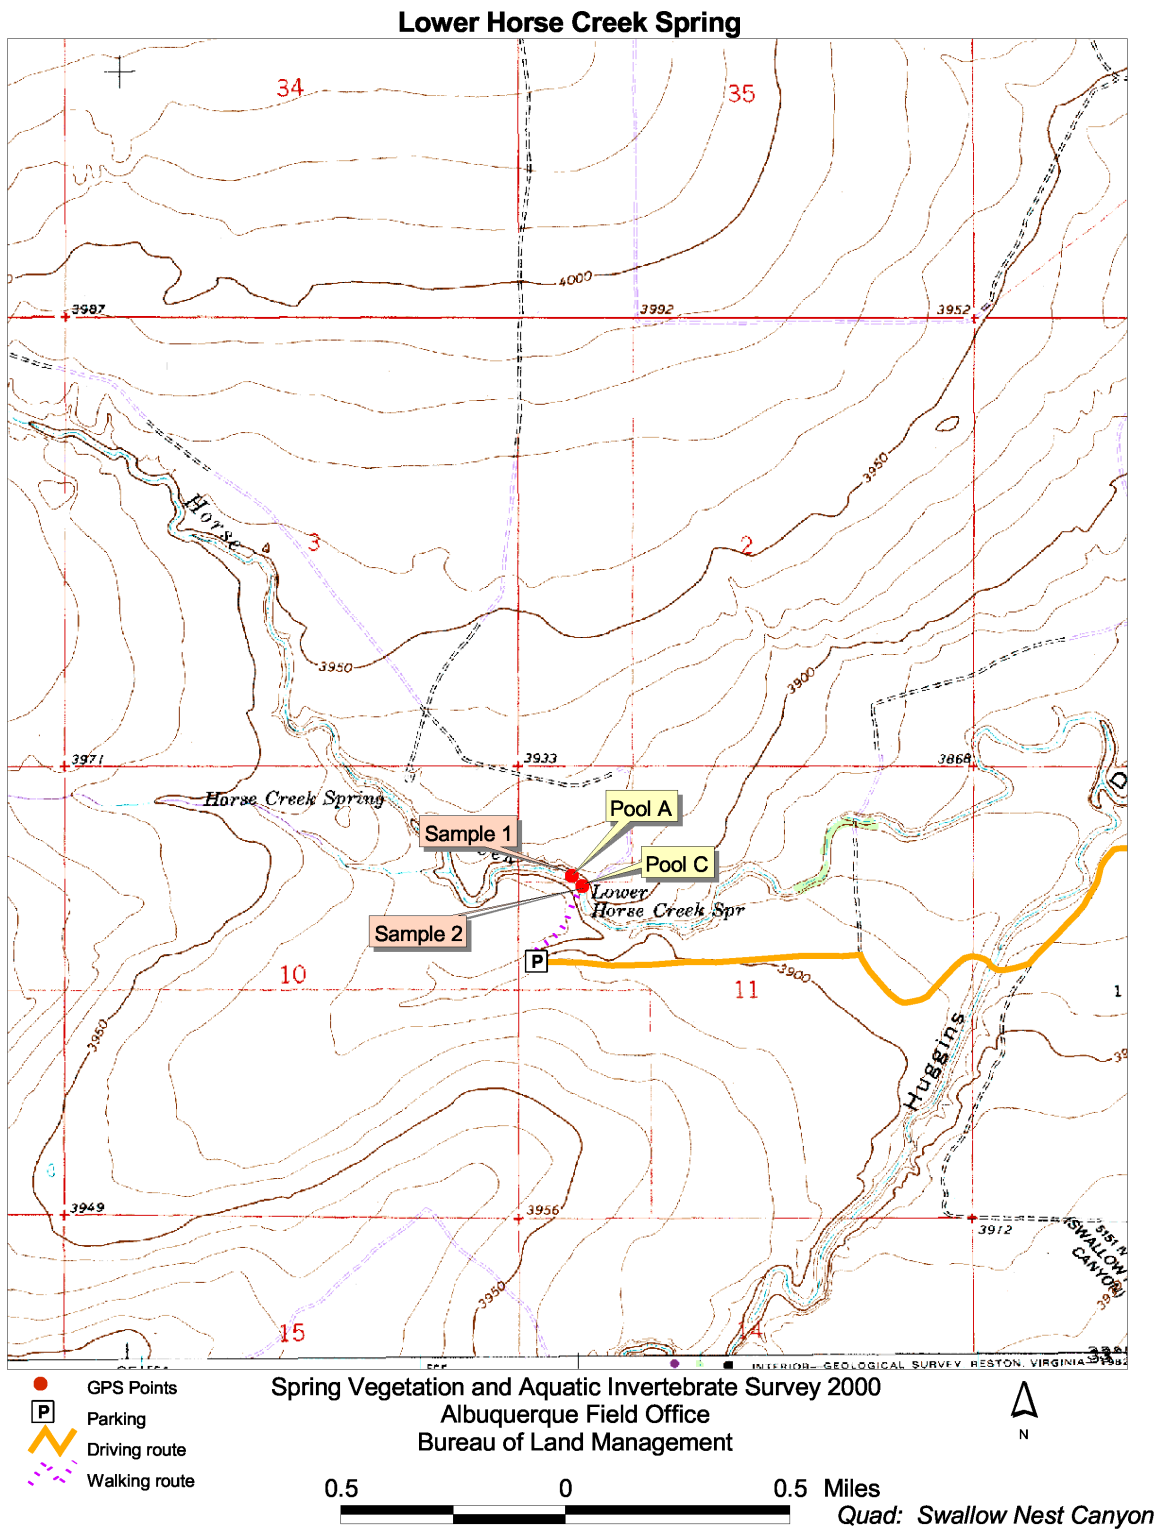 Lower Horse Creek Spring
34
35
4000
3987
3992
3952
3950
Horse
3
2
3950
3900
3971
3933
3868
Horse Creek Spring
Pool A
Sample 1
Pool C
Lower
Horse Creek Spr
Sample 2
P
D
10
11
3900
1
3950
Huggins
3949
3956
3912
(SWALLOW
CANYON)
3950
15
14
INTERIOR—GEOLOGICAL SURVEY RESTON, VIRGINIA—1982
GPS Points
P
Parking
Driving route
Walking route
Spring Vegetation and Aquatic Invertebrate Survey 2000
Albuquerque Field Office
Bureau of Land Management
N
0.5 0 0.5 Miles
Quad: Swallow Nest Canyon